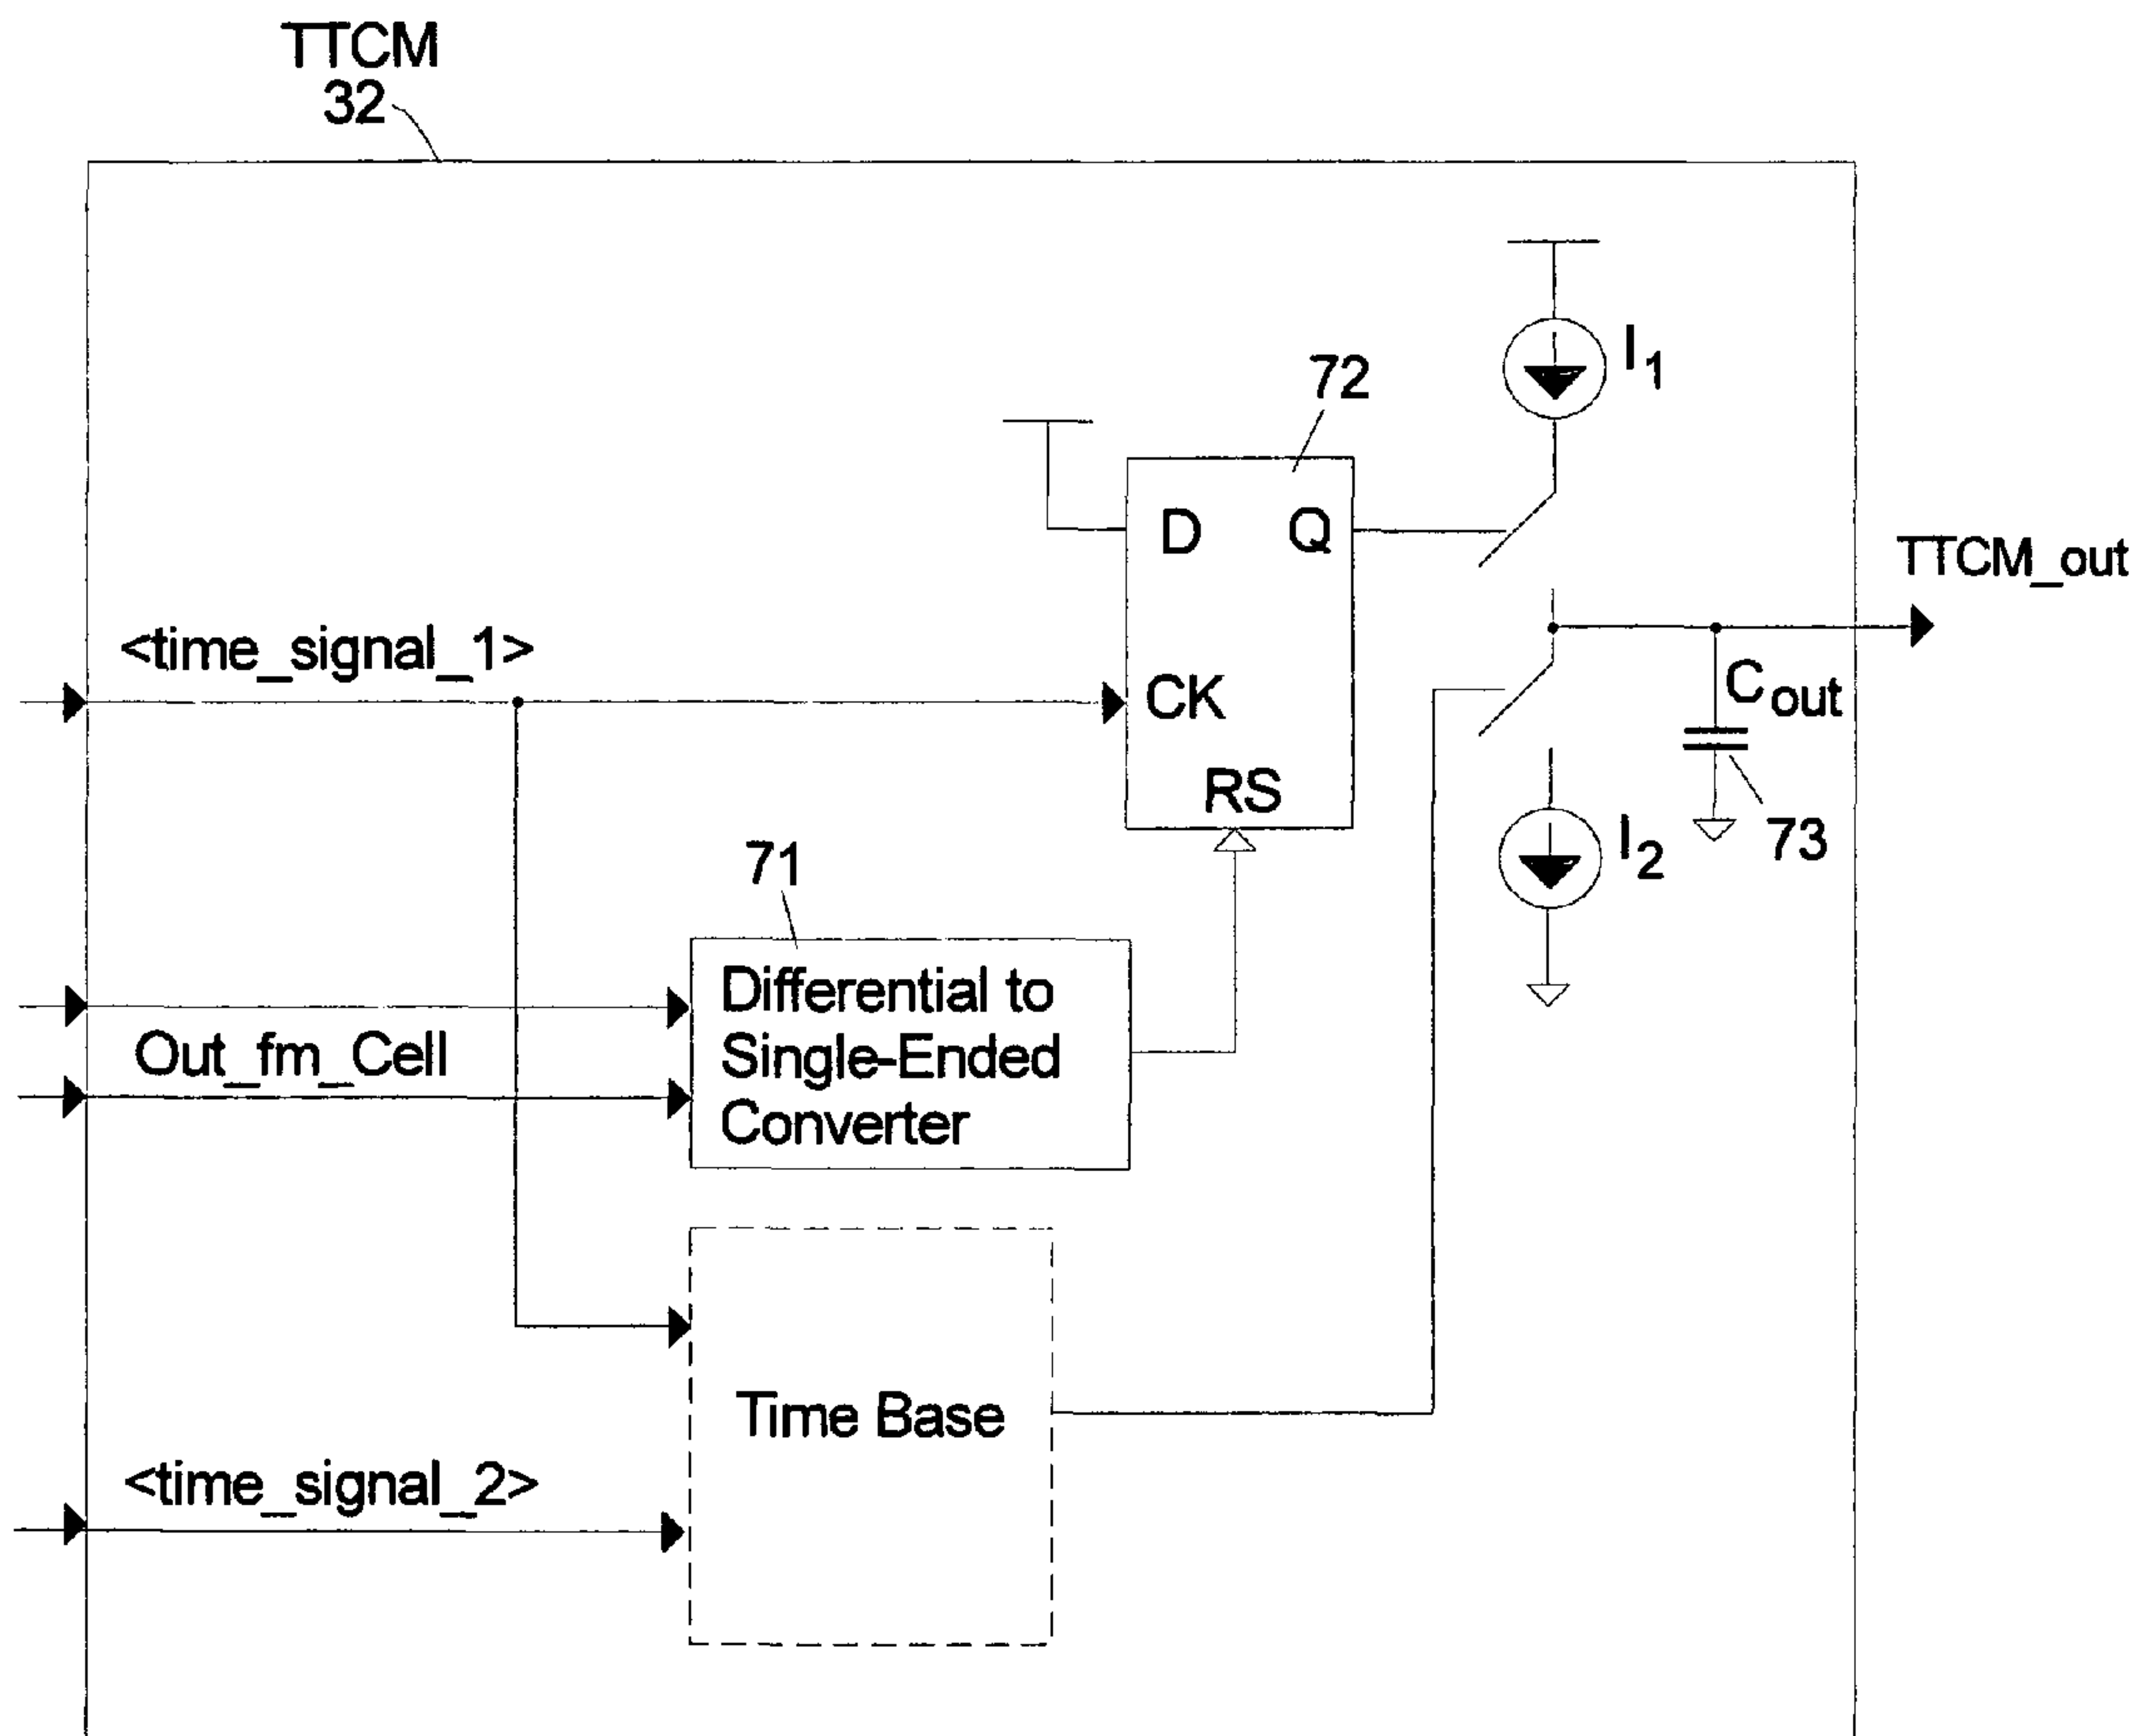 TTCM
32
I1
72
D Q
TTCM_out
<time_signal_1>
CK
Cout
RS
71
I2
73
Differential to
Single-Ended
Converter
Out_fm_Cell
Time Base
<time_signal_2>